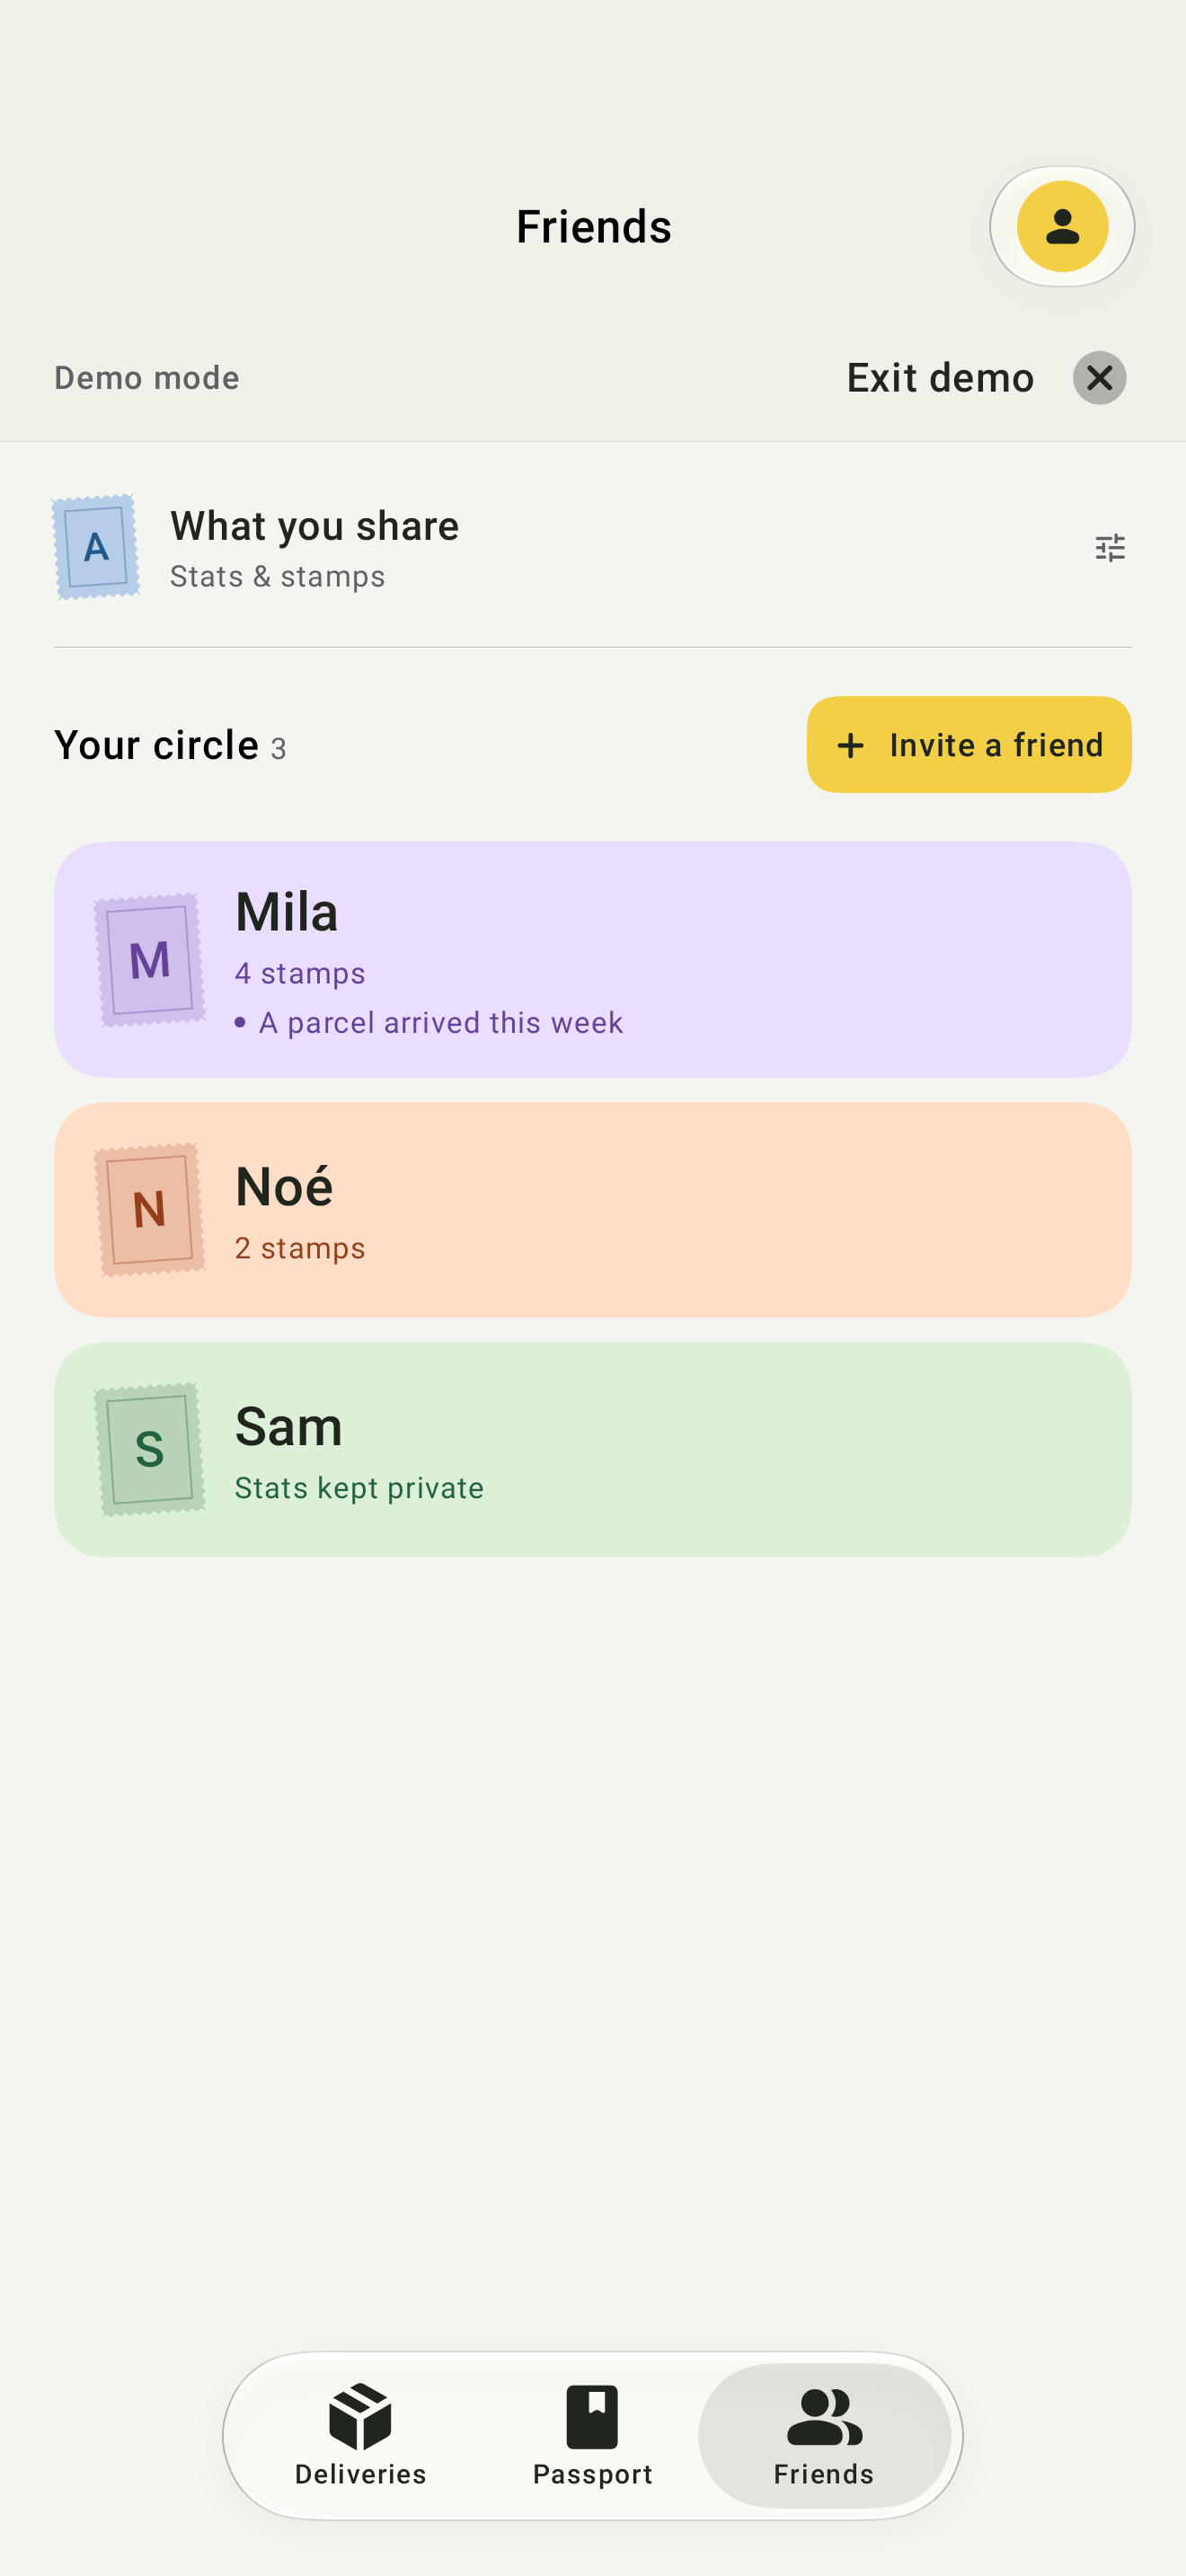 Friends
Demo mode
Exit demo
A
What you share
Stats & stamps
Your circle 3
Invite a friend
M
Mila
4 stamps
• A parcel arrived this week
N
Noé
2 stamps
S
Sam
Stats kept private
Deliveries
Passport
Friends